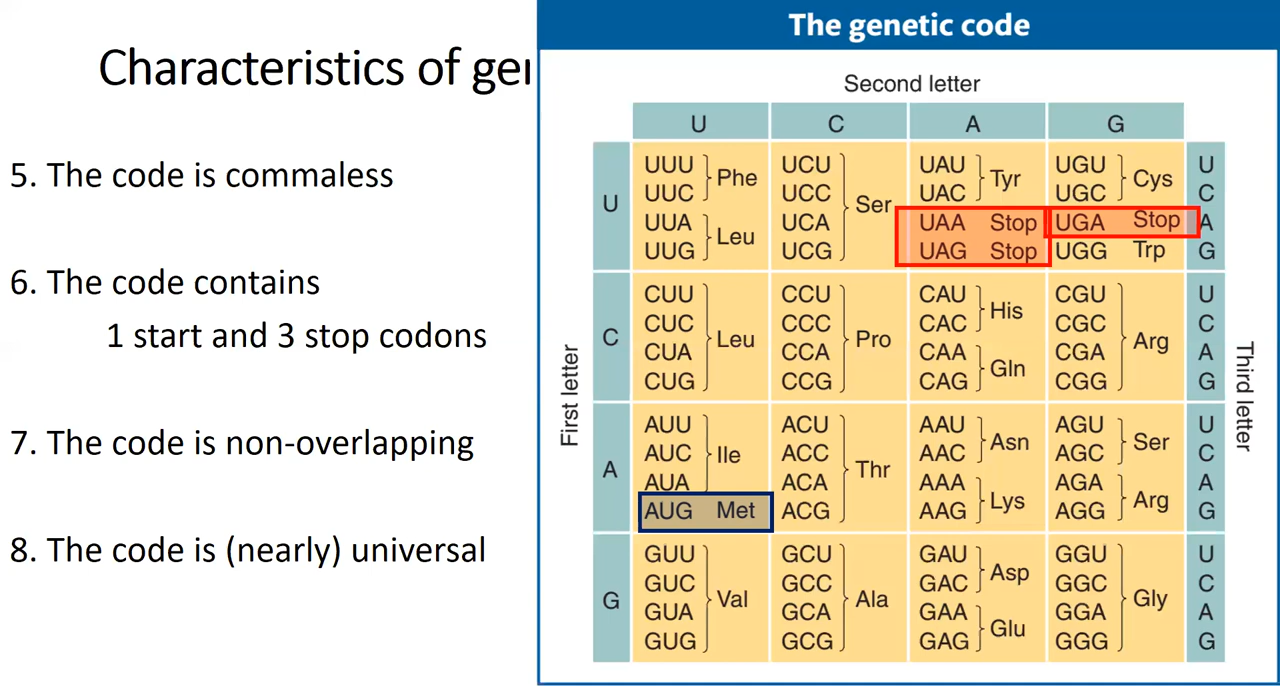 Characteristics of ger
5. The code is commaless
6. The code contains
1 start and 3 stop codons
7. The code is non-overlapping
8. The code is (nearly) universal
The genetic code
Second letter
U C A G
First letter
Third letter
U
UUU UCU UAU UGU U
Phe Tyr Cys
UUC UCC UAC UGC C
Ser
UUA UCA UAA Stop UGA Stop A
Leu
UUG UCG UAG Stop UGG Trp G
C
CUU CCU CAU CGU U
His
CUC CCC CAC CGC C
Leu Pro Arg
CUA CCA CAA CGA A
Gln
CUG CCG CAG CGG G
A
AUU ACU AAU AGU U
Asn Ser
AUC ACC AAC AGC C
Ile Thr
AUA ACA AAA AGA A
Lys Arg
AUG Met ACG AAG AGG G
G
GUU GCU GAU GGU U
Asp
GUC GCC GAC GGC C
Val Ala Gly
GUA GCA GAA GGA A
Glu
GUG GCG GAG GGG G